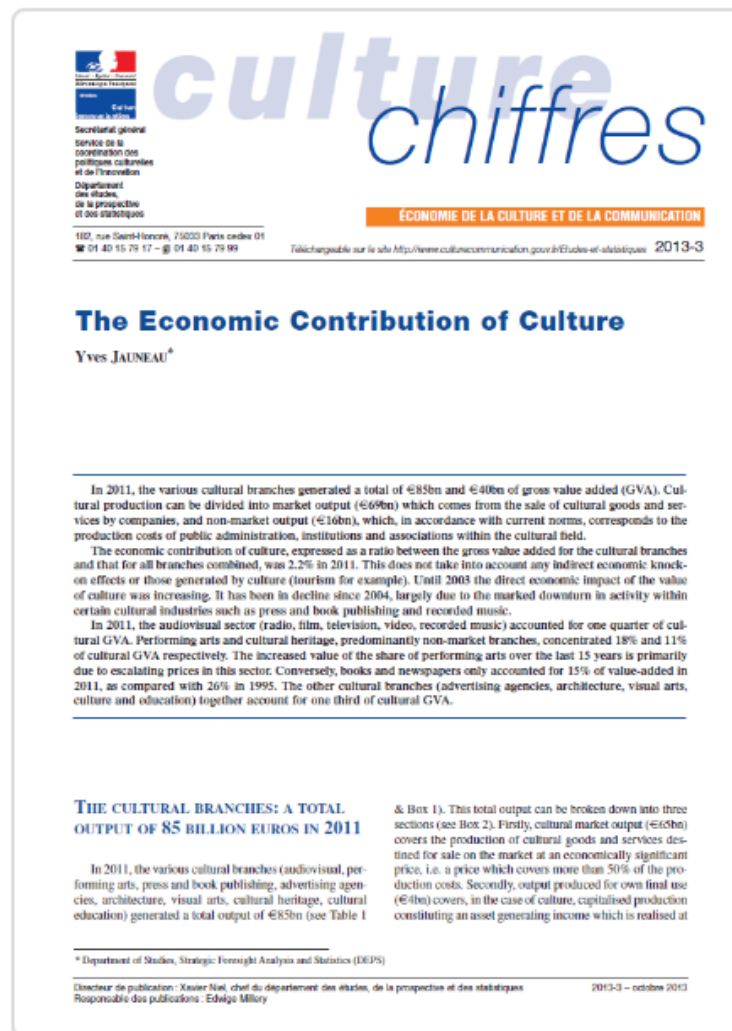 culture
chiffres
Liberté • Égalité • Fraternité
RÉPUBLIQUE FRANÇAISE
Culture
Communication
Secrétariat général
Service de la
coordination des
politiques culturelles
et de l'innovation
Département
des études,
de la prospective
et des statistiques
182, rue Saint-Honoré, 75033 Paris cedex 01
01 40 15 79 17 – 01 40 15 79 99
ÉCONOMIE DE LA CULTURE ET DE LA COMMUNICATION
Téléchargeable sur le site http://www.culturecommunication.gouv.fr/Etudes-et-statistiques 2013-3
The Economic Contribution of Culture
Yves JAUNEAU*
In 2011, the various cultural branches generated a total of €85bn and €40bn of gross value added (GVA). Cul-
tural production can be divided into market output (€69bn) which comes from the sale of cultural goods and ser-
vices by companies, and non-market output (€16bn), which, in accordance with current norms, corresponds to the
production costs of public administration, institutions and associations within the cultural field.
The economic contribution of culture, expressed as a ratio between the gross value added for the cultural branches
and that for all branches combined, was 2.2% in 2011. This does not take into account any indirect economic knock-
on effects or those generated by culture (tourism for example). Until 2003 the direct economic impact of the value
of culture was increasing. It has been in decline since 2004, largely due to the marked downturn in activity within
certain cultural industries such as press and book publishing and recorded music.
In 2011, the audiovisual sector (radio, film, television, video, recorded music) accounted for one quarter of cul-
tural GVA. Performing arts and cultural heritage, predominantly non-market branches, concentrated 18% and 11%
of cultural GVA respectively. The increased value of the share of performing arts over the last 15 years is primarily
due to escalating prices in this sector. Conversely, books and newspapers only accounted for 15% of value-added in
2011, as compared with 26% in 1995. The other cultural branches (advertising agencies, architecture, visual arts,
culture and education) together account for one third of cultural GVA.
THE CULTURAL BRANCHES: A TOTAL
OUTPUT OF 85 BILLION EUROS IN 2011
In 2011, the various cultural branches (audiovisual, per-
forming arts, press and book publishing, advertising agen-
cies, architecture, visual arts, cultural heritage, cultural
education) generated a total output of €85bn (see Table 1
& Box 1). This total output can be broken down into three
sections (see Box 2). Firstly, cultural market output (€65bn)
covers the production of cultural goods and services des-
tined for sale on the market at an economically significant
price, i.e. a price which covers more than 50% of the pro-
duction costs. Secondly, output produced for own final use
(€4bn) covers, in the case of culture, capitalised production
constituting an asset generating income which is realised at
* Department of Studies, Strategic Foresight Analysis and Statistics (DEPS)
Directeur de publication : Xavier Niel, chef du département des études, de la prospective et des statistiques
Responsable des publications : Edwige Millery
2013-3 – octobre 2013